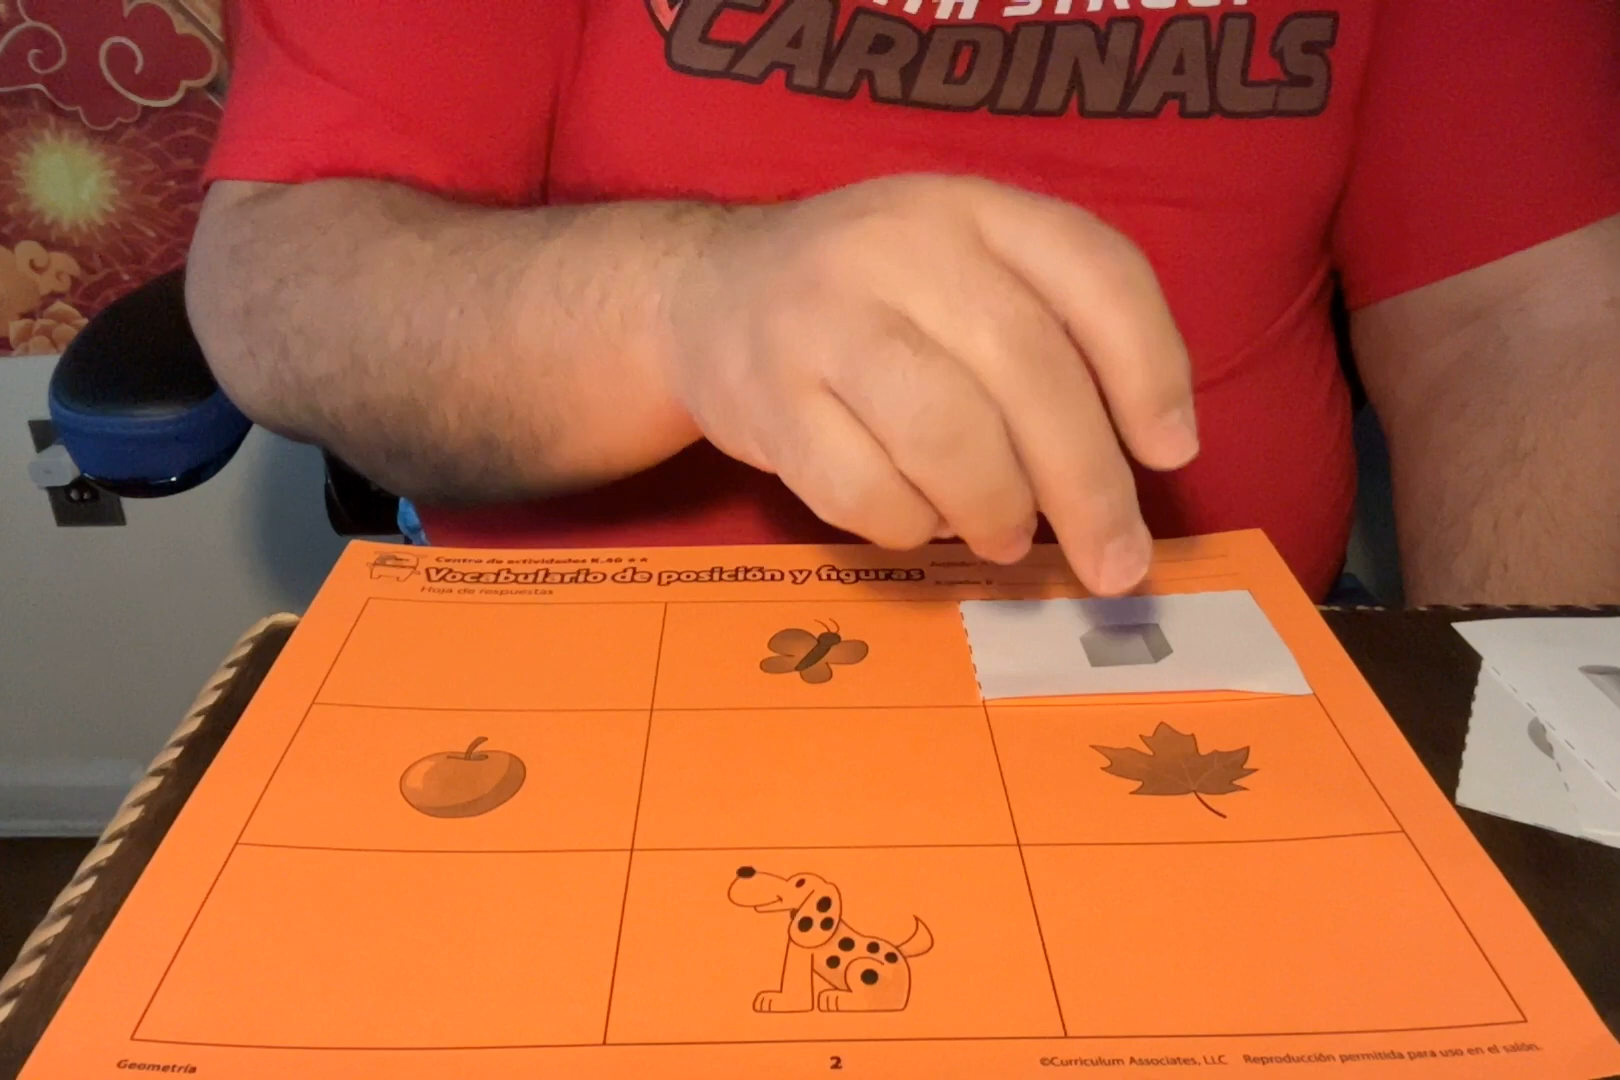 CARDINALS
Centro de actividades K.40 ★★
Vocabulario de posición y figuras
Hoja de respuestas
Geometría
2
©Curriculum Associates, LLC Reproducción permitida para uso en el salón.